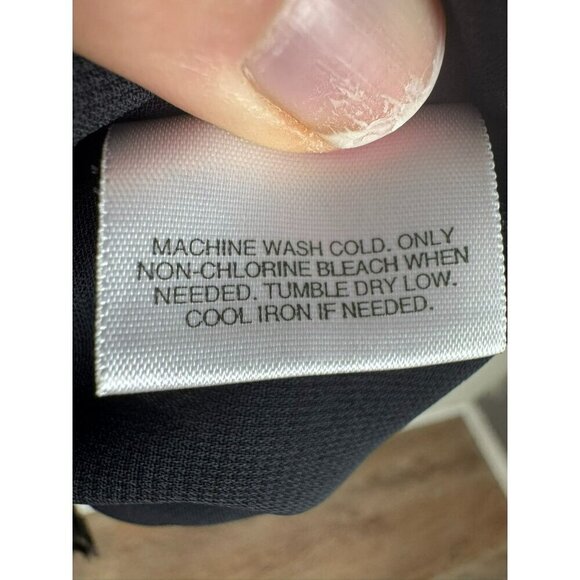 MACHINE WASH COLD. ONLY
NON-CHLORINE BLEACH WHEN
NEEDED. TUMBLE DRY LOW.
COOL IRON IF NEEDED.